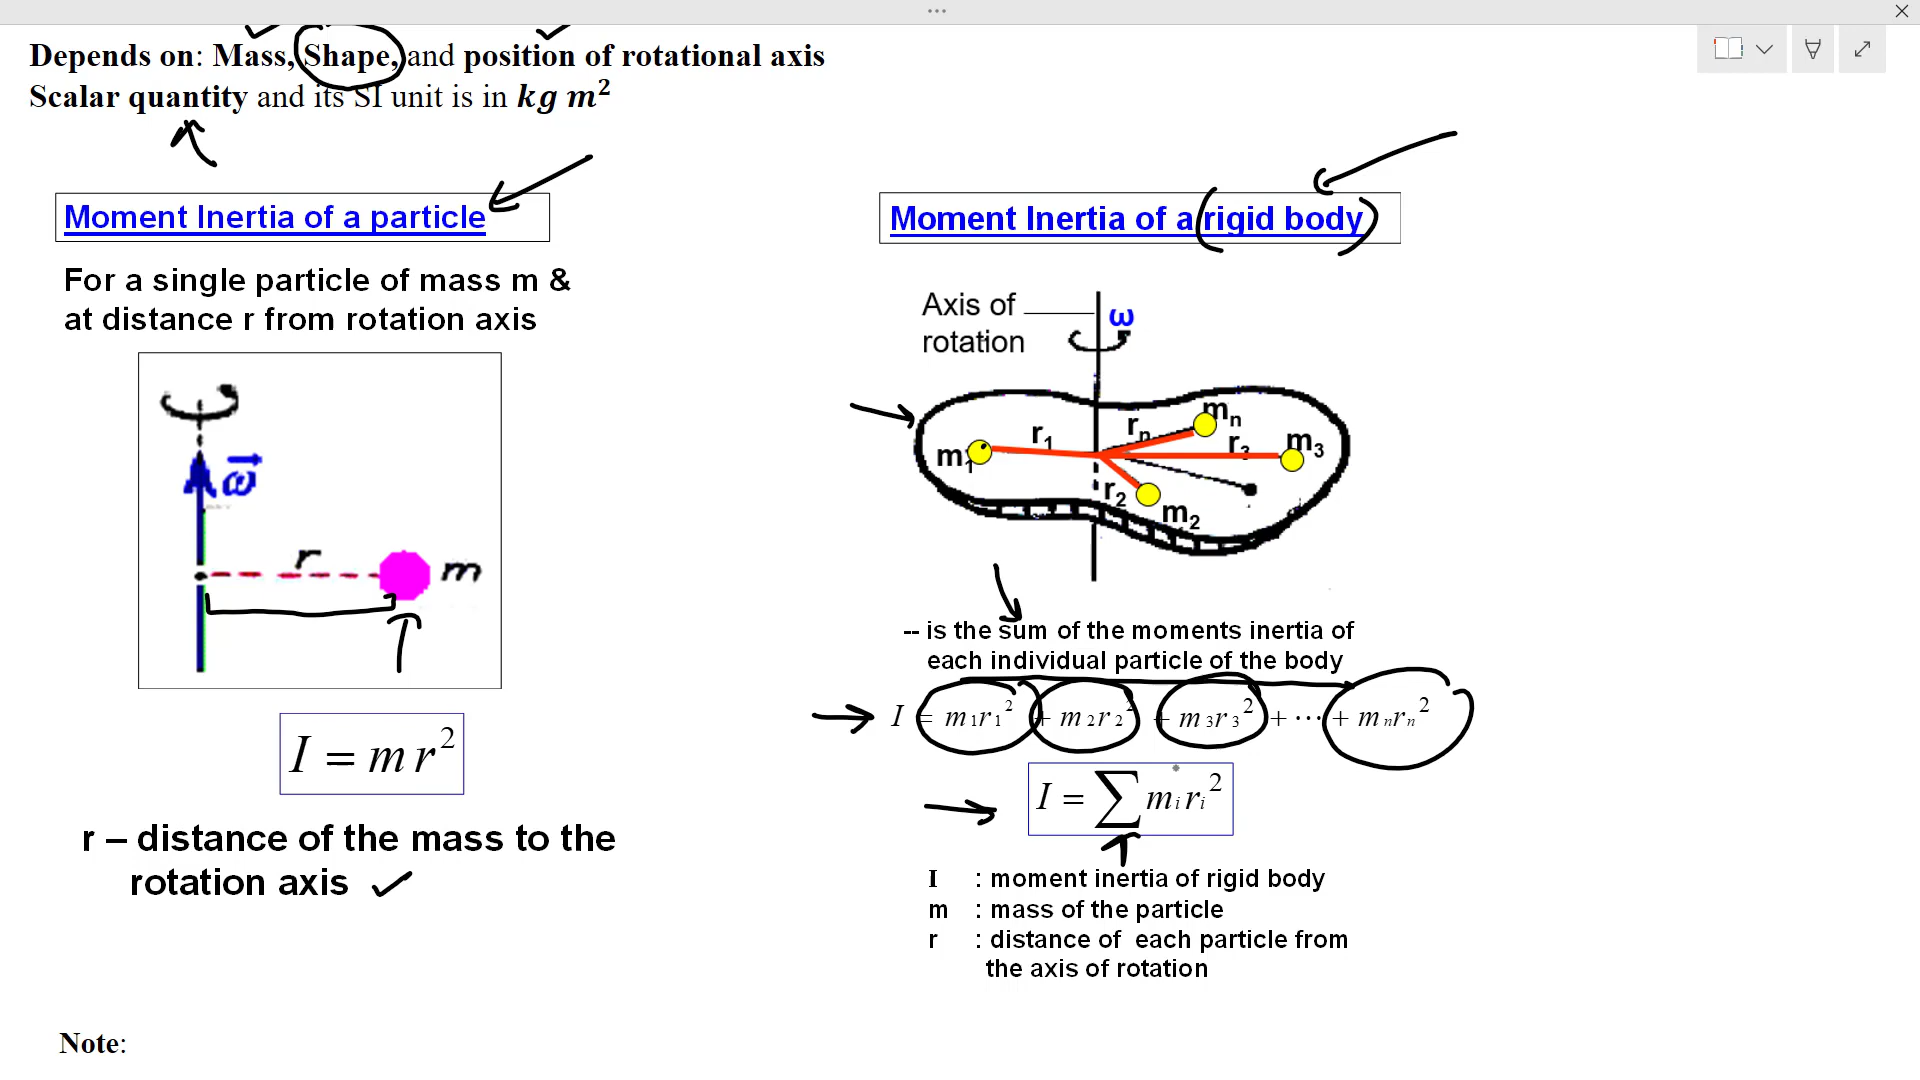 Depends on: Mass, Shape, and position of rotational axis
Scalar quantity and its SI unit is in kg m²
Moment Inertia of a particle
For a single particle of mass m &
at distance r from rotation axis
ω⃗
r
m
I = m r²
r – distance of the mass to the
rotation axis
Moment Inertia of a rigid body
Axis of
rotation
ω
m₁
r₁
rₙ
mₙ
r₃
m₃
r₂
m₂
-- is the sum of the moments inertia of
each individual particle of the body
I = m₁r₁² + m₂r₂² + m₃r₃² + ⋯ + mₙrₙ²
I = ∑ mᵢrᵢ²
I : moment inertia of rigid body
m : mass of the particle
r : distance of each particle from
the axis of rotation
Note: